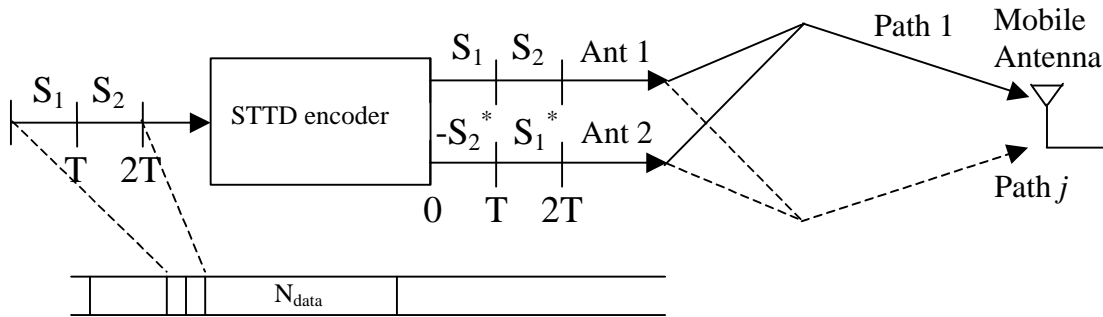 S₁ S₂
T 2T
STTD encoder
S₁ S₂ Ant 1
-S₂* S₁* Ant 2
0 T 2T
Path 1
Mobile
Antenna
Path j
N_data